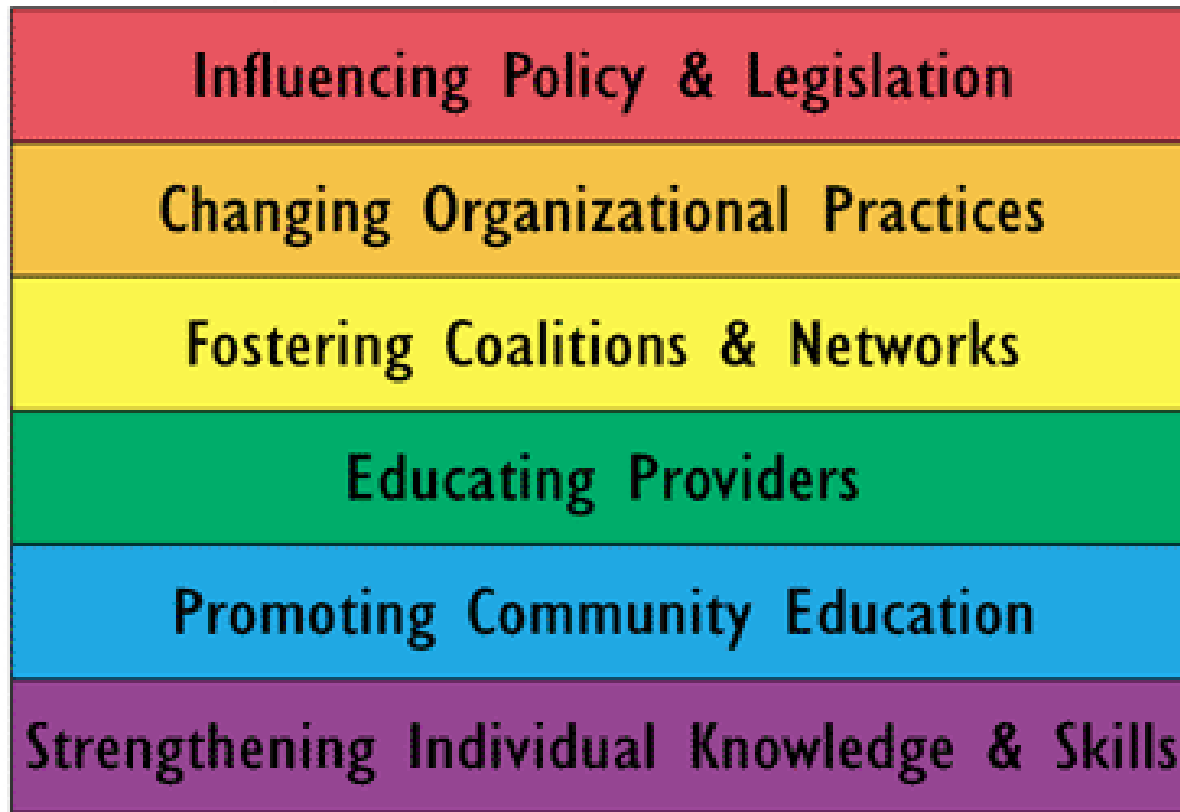 Influencing Policy & Legislation
Changing Organizational Practices
Fostering Coalitions & Networks
Educating Providers
Promoting Community Education
Strengthening Individual Knowledge & Skills